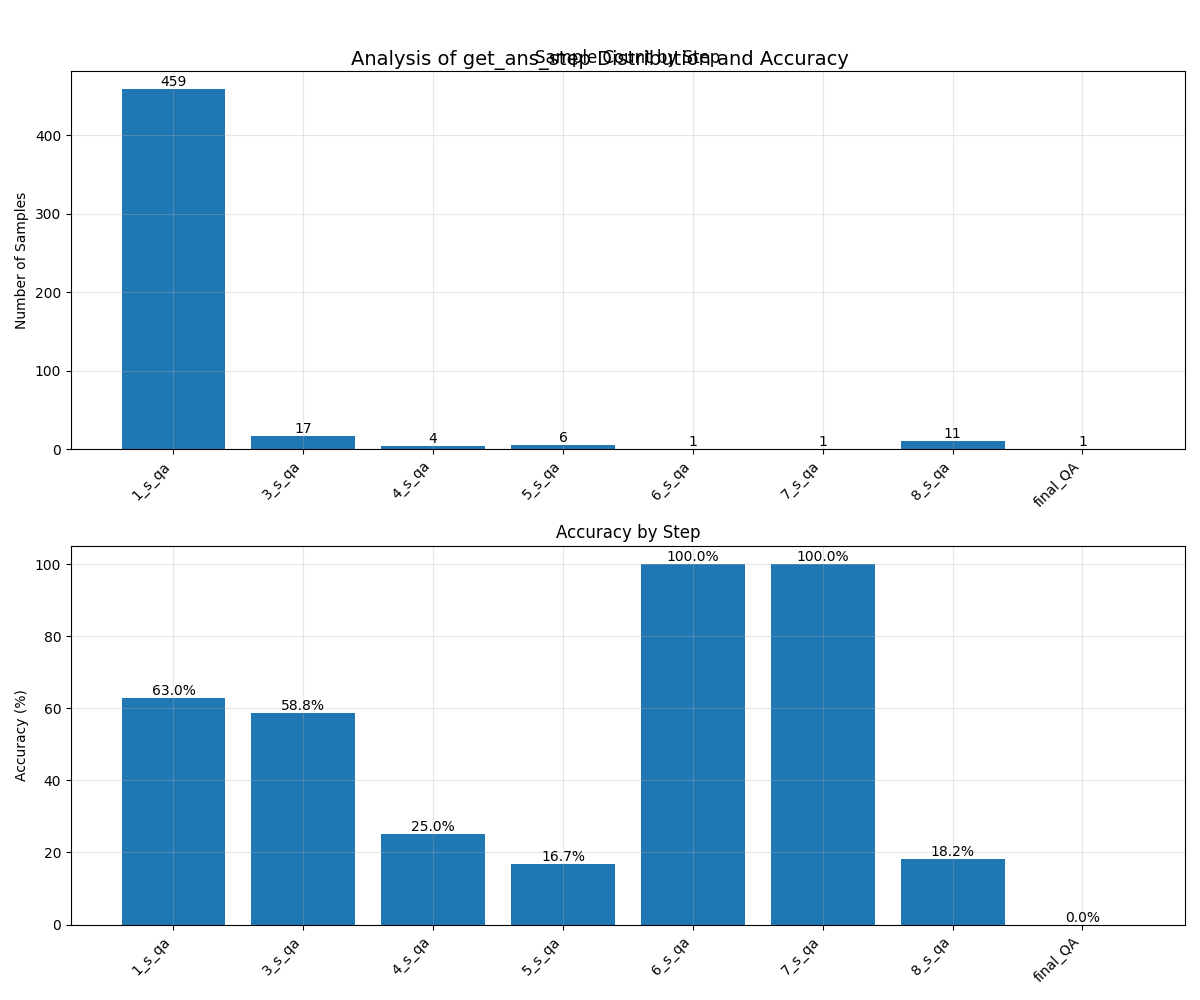 Analysis of get_ans_step Distribution and Accuracy
Sample Count by Step
459
17
4
6
1
1
11
1
400
300
200
100
0
Number of Samples
1_s_qa
3_s_qa
4_s_qa
5_s_qa
6_s_qa
7_s_qa
8_s_qa
final_QA
Accuracy by Step
63.0%
58.8%
25.0%
16.7%
100.0%
100.0%
18.2%
0.0%
100
80
60
40
20
0
Accuracy (%)
1_s_qa
3_s_qa
4_s_qa
5_s_qa
6_s_qa
7_s_qa
8_s_qa
final_QA